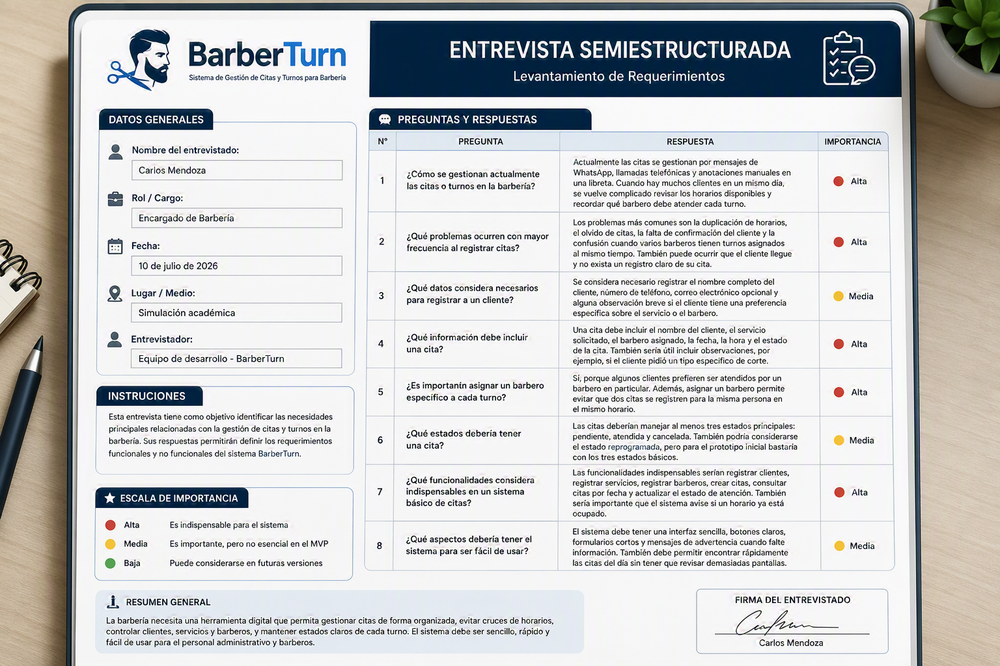 BarberTurn
Sistema de Gestión de Citas y Turnos para Barbería
ENTREVISTA SEMIESTRUCTURADA
Levantamiento de Requerimientos
DATOS GENERALES
Nombre del entrevistado:
Carlos Mendoza
Rol / Cargo:
Encargado de Barbería
Fecha:
10 de julio de 2026
Lugar / Medio:
Simulación académica
Entrevistador:
Equipo de desarrollo - BarberTurn
INSTRUCIONES
Esta entrevista tiene como objetivo identificar las necesidades
principales relacionadas con la gestión de citas y turnos en la
barbería. Sus respuestas permitirán definir los requerimientos
funcionales y no funcionales del sistema BarberTurn.
ESCALA DE IMPORTANCIA
Alta Es indispensable para el sistema
Media Es importante, pero no esencial en el MVP
Baja Puede considerarse en futuras versiones
PREGUNTAS Y RESPUESTAS
N° PREGUNTA RESPUESTA IMPORTANCIA
1
¿Cómo se gestionan actualmente
las citas o turnos en la barbería?
Actualmente las citas se gestionan por mensajes de
WhatsApp, llamadas telefónicas y anotaciones manuales en
una libreta. Cuando hay muchos clientes en un mismo día,
se vuelve complicado revisar los horarios disponibles y
recordar qué barbero debe atender cada turno.
Alta
2
¿Qué problemas ocurren con mayor
frecuencia al registrar citas?
Los problemas más comunes son la duplicación de horarios,
el olvido de citas, la falta de confirmación del cliente y la
confusión cuando varios barberos tienen turnos asignados
al mismo tiempo. También puede ocurrir que el cliente llegue
y no exista un registro claro de su cita.
Alta
3
¿Qué datos considera necesarios
para registrar a un cliente?
Se considera necesario registrar el nombre completo del
cliente, número de teléfono, correo electrónico opcional y
alguna observación breve si el cliente tiene una preferencia
específica sobre el servicio o el barbero.
Media
4
¿Qué información debe incluir
una cita?
Una cita debe incluir el nombre del cliente, el servicio
solicitado, el barbero asignado, la fecha, la hora y el estado
de la cita. También sería útil incluir observaciones, por
ejemplo, si el cliente pidió un tipo específico de corte.
Alta
5
¿Es importantín asignar un barbero
específico a cada turno?
Sí, porque algunos clientes prefieren ser atendidos por un
barbero en particular. Además, asignar un barbero permite
evitar que dos citas se registren para la misma persona en
el mismo horario.
Alta
6
¿Qué estados debería tener
una cita?
Las citas deberían manejar al menos tres estados principales:
pendiente, atendida y cancelada. También podría considerarse
el estado reprogramada, pero para el prototipo inicial bastaría
con los tres estados básicos.
Media
7
¿Qué funcionalidades considera
indispensables en un sistema
básico de citas?
Las funcionalidades indispensables serían registrar clientes,
registrar servicios, registrar barberos, crear citas, consultar
citas por fecha y actualizar el estado de atención. También
sería importante que el sistema avise si un horario ya está
ocupado.
Alta
8
¿Qué aspectos debería tener el
sistema para ser fácil de usar?
El sistema debe tener una interfaz sencilla, botones claros,
formularios cortos y mensajes de advertencia cuando falte
información. También debe permitir encontrar rápidamente
las citas del día sin tener que revisar demasiadas pantallas.
Media
RESUMEN GENERAL
La barbería necesita una herramienta digital que permita gestionar citas de forma organizada, evitar cruces de horarios,
controlar clientes, servicios y barberos, y mantener estados claros de cada turno. El sistema debe ser sencillo, rápido y
fácil de usar para el personal administrativo y barberos.
FIRMA DEL ENTREVISTADO
Carlos Mendoza